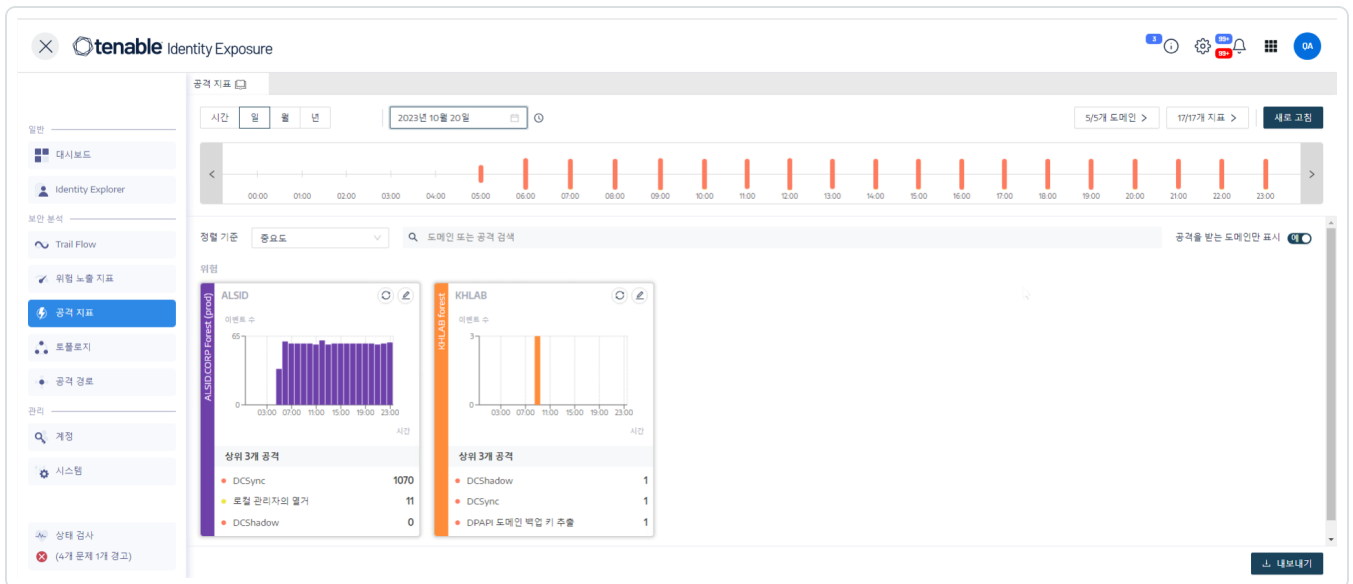 tenable Identity Exposure
3
99+
99+
QA
공격 지표
일반
대시보드
Identity Explorer
보안 분석
Trail Flow
위험 노출 지표
공격 지표
토폴로지
공격 경로
관리
계정
시스템
상태 검사
(4개 문제 1개 경고)
시간 일 월 년
2023년 10월 20일
5/5개 도메인 >
17/17개 지표 >
새로 고침
00:00 01:00 02:00 03:00 04:00 05:00 06:00 07:00 08:00 09:00 10:00 11:00 12:00 13:00 14:00 15:00 16:00 17:00 18:00 19:00 20:00 21:00 22:00 23:00
정렬 기준
중요도
도메인 또는 공격 검색
공격을 받는 도메인만 표시
예
위험
ALSID.CORP Forest (prod)
ALSID
이벤트 수
65
0
03:00 07:00 11:00 15:00 19:00 23:00
시간
상위 3개 공격
DCSync 1070
로컬 관리자의 열거 11
DCShadow 0
KHLAB forest
KHLAB
이벤트 수
3
0
03:00 07:00 11:00 15:00 19:00 23:00
시간
상위 3개 공격
DCShadow 1
DCSync 1
DPAPI 도메인 백업 키 추출 1
내보내기